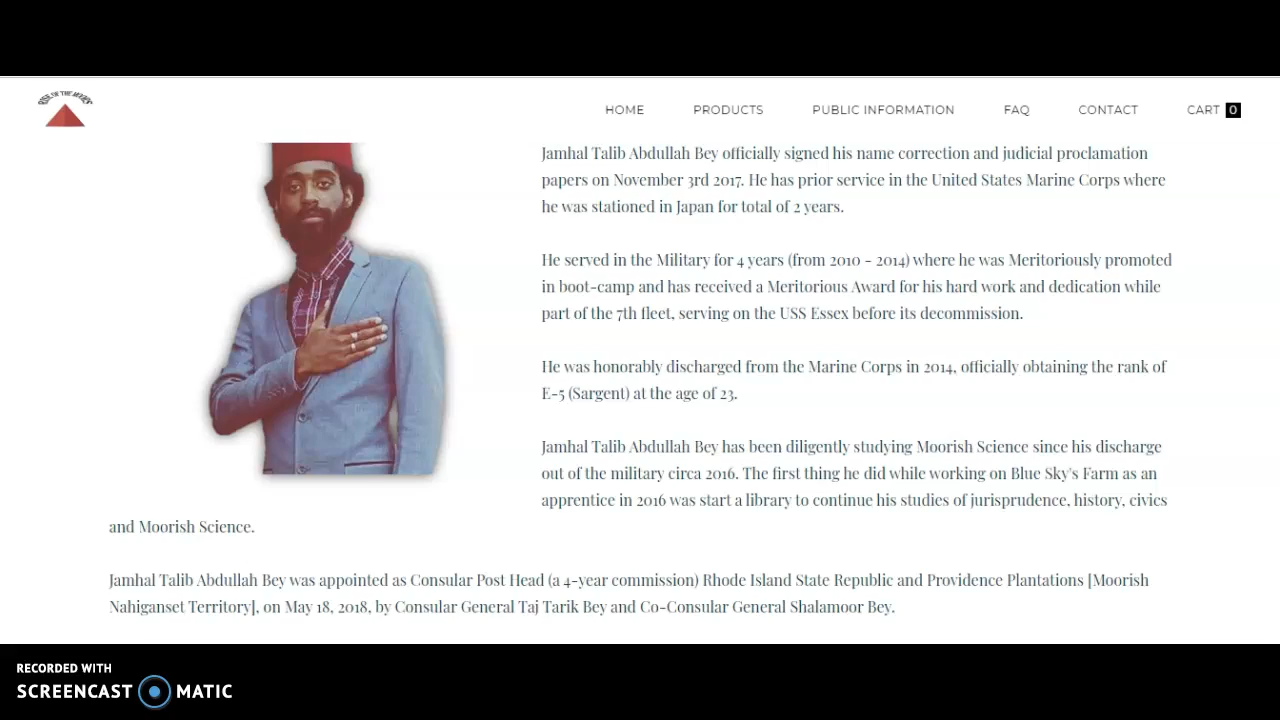 RISE OF THE MOORS
HOME PRODUCTS PUBLIC INFORMATION FAQ CONTACT CART 0
Jamhal Talib Abdullah Bey officially signed his name correction and judicial proclamation
papers on November 3rd 2017. He has prior service in the United States Marine Corps where
he was stationed in Japan for total of 2 years.
He served in the Military for 4 years (from 2010 - 2014) where he was Meritoriously promoted
in boot-camp and has received a Meritorious Award for his hard work and dedication while
part of the 7th fleet, serving on the USS Essex before its decommission.
He was honorably discharged from the Marine Corps in 2014, officially obtaining the rank of
E-5 (Sargent) at the age of 23.
Jamhal Talib Abdullah Bey has been diligently studying Moorish Science since his discharge
out of the military circa 2016. The first thing he did while working on Blue Sky's Farm as an
apprentice in 2016 was start a library to continue his studies of jurisprudence, history, civics
and Moorish Science.
Jamhal Talib Abdullah Bey was appointed as Consular Post Head (a 4-year commission) Rhode Island State Republic and Providence Plantations [Moorish
Nahiganset Territory], on May 18, 2018, by Consular General Taj Tarik Bey and Co-Consular General Shalamoor Bey.
RECORDED WITH
SCREENCAST MATIC